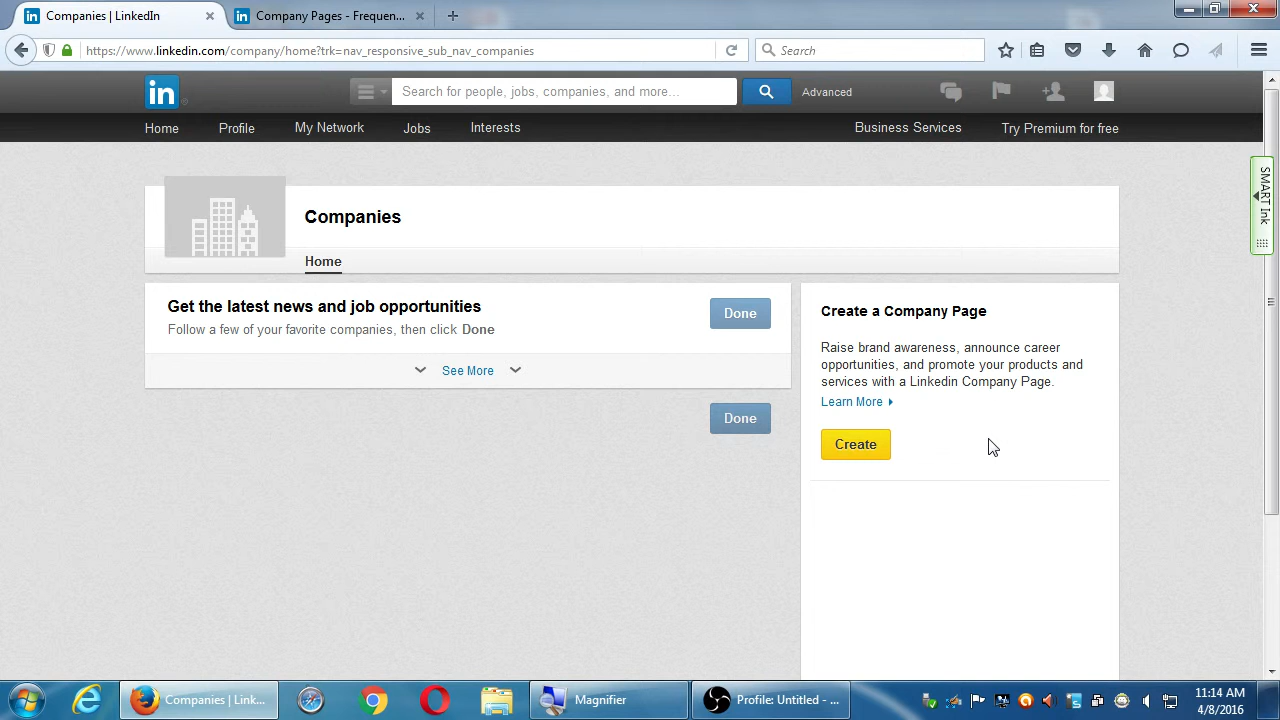 Companies | LinkedIn
Company Pages - Frequen...
https://www.linkedin.com/company/home?trk=nav_responsive_sub_nav_companies
Search
in
Search for people, jobs, companies, and more...
Advanced
Home
Profile
My Network
Jobs
Interests
Business Services
Try Premium for free
SMART Ink
Companies
Home
Get the latest news and job opportunities
Follow a few of your favorite companies, then click Done
Done
See More
Done
Create a Company Page
Raise brand awareness, announce career
opportunities, and promote your products and
services with a Linkedin Company Page.
Learn More
Create
Companies | Link...
Magnifier
Profile: Untitled - ...
11:14 AM
4/8/2016